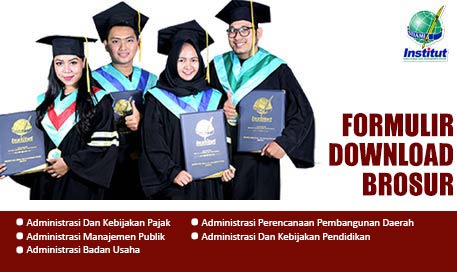 STIAMI
Institut
FORMULIR
DOWNLOAD
BROSUR
Administrasi Dan Kebijakan Pajak
Administrasi Manajemen Publik
Administrasi Badan Usaha
Administrasi Perencanaan Pembangunan Daerah
Administrasi Dan Kebijakan Pendidikan